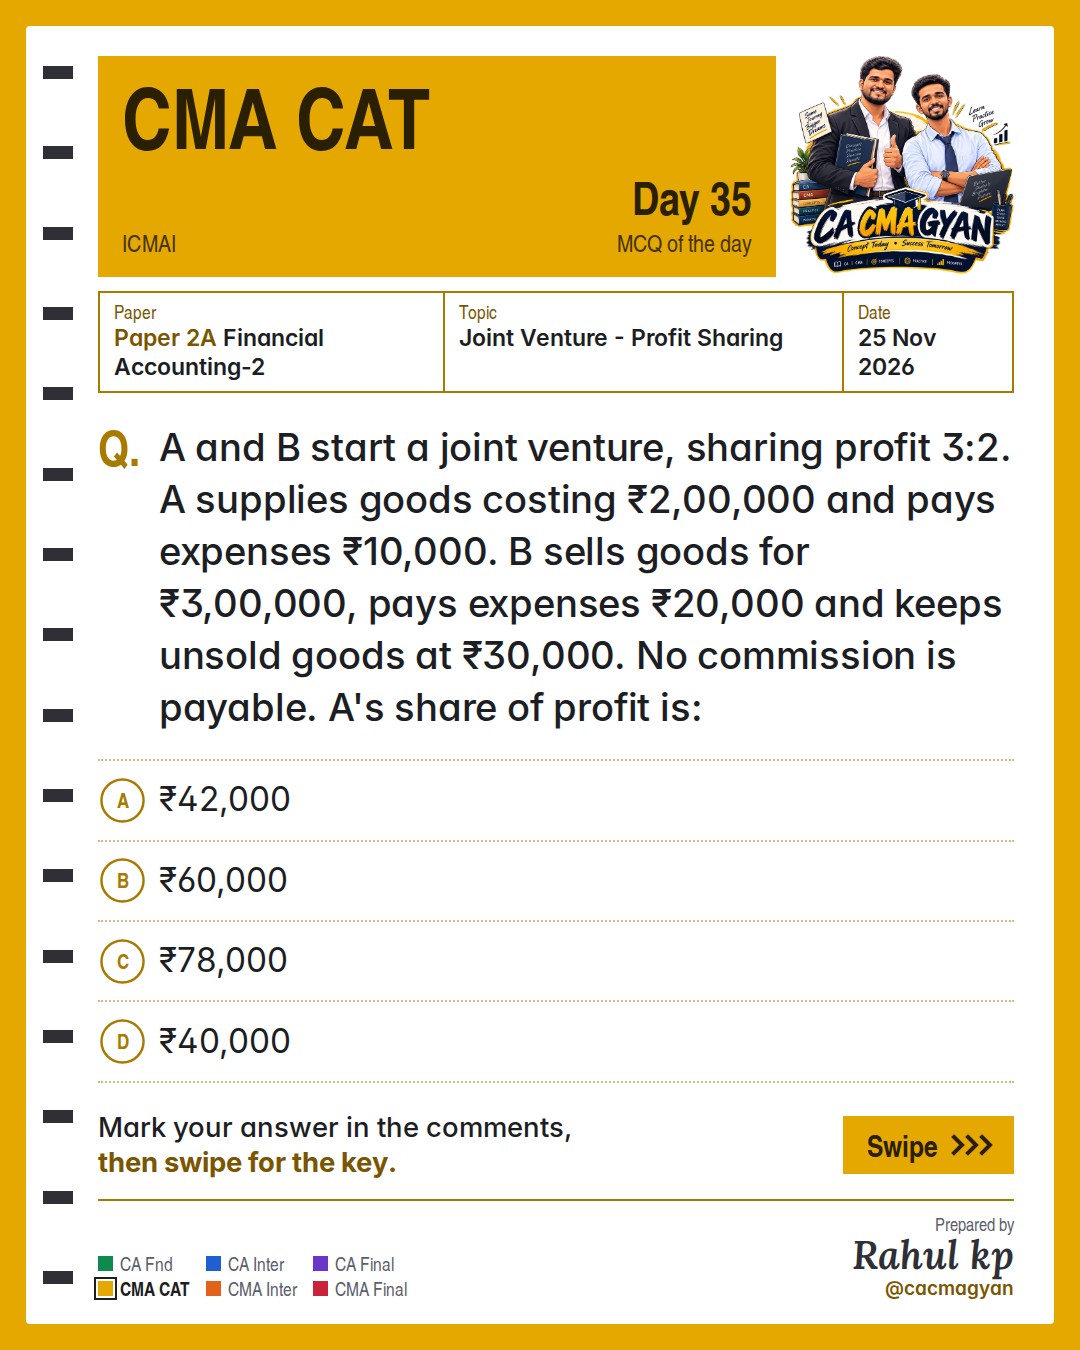 CMA CAT
Day 35
ICMAI
MCQ of the day
Learn
Practice
Grow
CA
CMA
CA CMA GYAN
Concept Today • Success Tomorrow
Paper
Paper 2A Financial
Accounting-2
Topic
Joint Venture - Profit Sharing
Date
25 Nov
2026
Q. A and B start a joint venture, sharing profit 3:2.
A supplies goods costing ₹2,00,000 and pays
expenses ₹10,000. B sells goods for
₹3,00,000, pays expenses ₹20,000 and keeps
unsold goods at ₹30,000. No commission is
payable. A's share of profit is:
A ₹42,000
B ₹60,000
C ₹78,000
D ₹40,000
Mark your answer in the comments,
then swipe for the key.
Swipe
Prepared by
Rahul kp
@cacmagyan
CA Fnd
CA Inter
CA Final
CMA CAT
CMA Inter
CMA Final